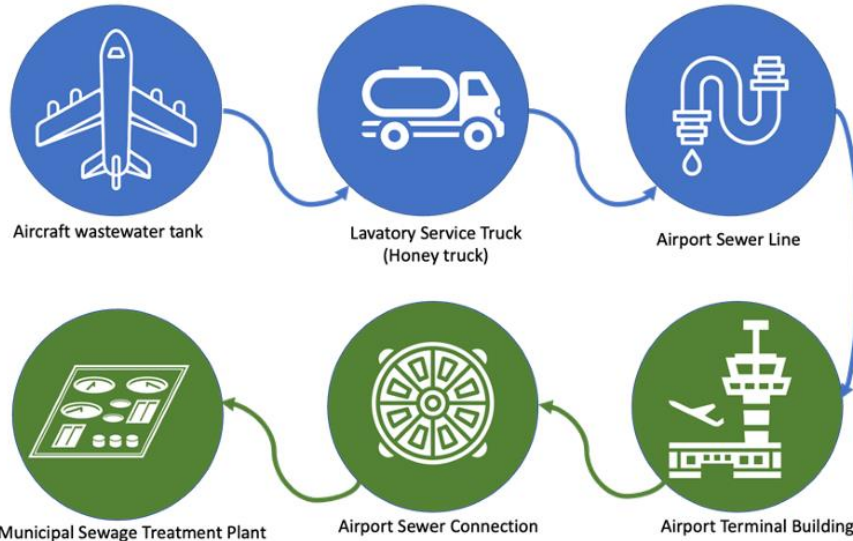 Aircraft wastewater tank
Lavatory Service Truck
(Honey truck)
Airport Sewer Line
Municipal Sewage Treatment Plant
Airport Sewer Connection
Airport Terminal Building